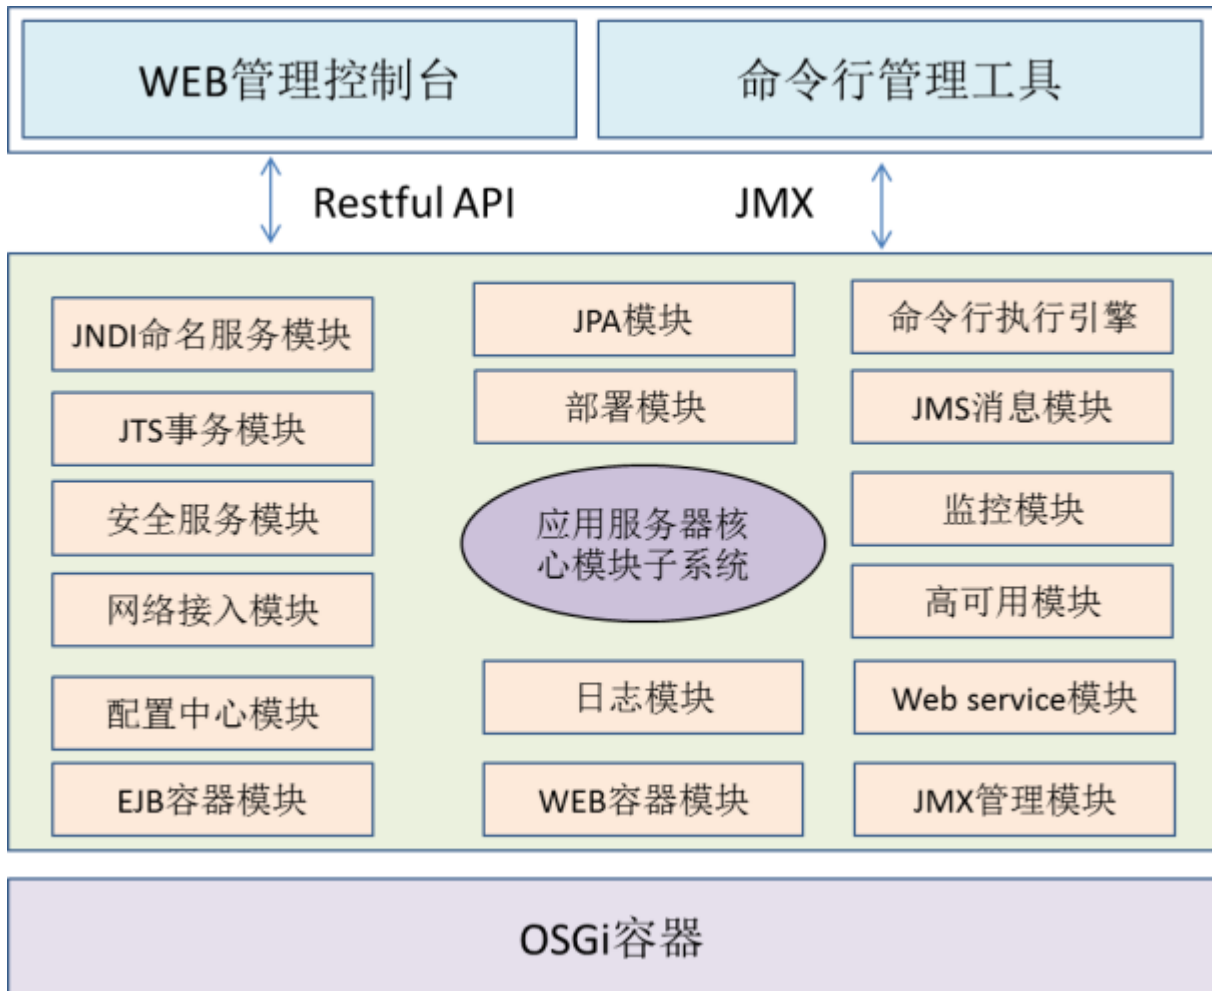 WEB管理控制台
命令行管理工具
Restful API
JMX
JNDI命名服务模块
JPA模块
命令行执行引擎
JTS事务模块
部署模块
JMS消息模块
安全服务模块
应用服务器核
心模块子系统
监控模块
网络接入模块
高可用模块
配置中心模块
日志模块
Web service模块
EJB容器模块
WEB容器模块
JMX管理模块
OSGi容器